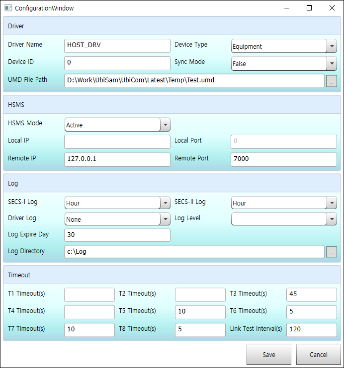 ConfigurationWindow
Driver
Driver Name HOST_DRV Device Type Equipment
Device ID 0 Sync Mode False
UMD File Path D:\Work\UbiSam\UbiCom\Latest\Temp\Test.umd ...
HSMS
HSMS Mode Active
Local IP Local Port 0
Remote IP 127.0.0.1 Remote Port 7000
Log
SECS-I Log Hour SECS-II Log Hour
Driver Log None Log Level
Log Expire Day 30
Log Directory c:\Log ...
Timeout
T1 Timeout(s) T2 Timeout(s) T3 Timeout(s) 45
T4 Timeout(s) T5 Timeout(s) 10 T6 Timeout(s) 5
T7 Timeout(s) 10 T8 Timeout(s) 5 Link Test Interval(s) 120
Save Cancel